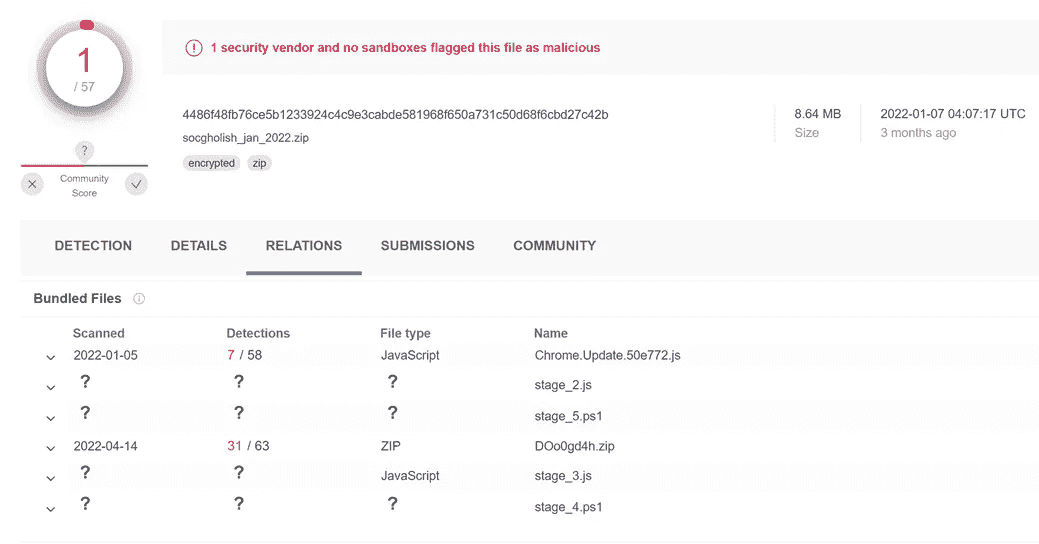 1
/ 57
?
Community
Score
! 1 security vendor and no sandboxes flagged this file as malicious
4486f48fb76ce5b1233924c4c9e3cabde581968f650a731c50d68f6cbd27c42b
socgholish_jan_2022.zip
encrypted zip
8.64 MB
Size
2022-01-07 04:07:17 UTC
3 months ago
DETECTION DETAILS RELATIONS SUBMISSIONS COMMUNITY
Bundled Files
Scanned Detections File type Name
2022-01-05 7 / 58 JavaScript Chrome.Update.50e772.js
? ? ? stage_2.js
? ? ? stage_5.ps1
2022-04-14 31 / 63 ZIP DOo0gd4h.zip
? ? JavaScript stage_3.js
? ? ? stage_4.ps1